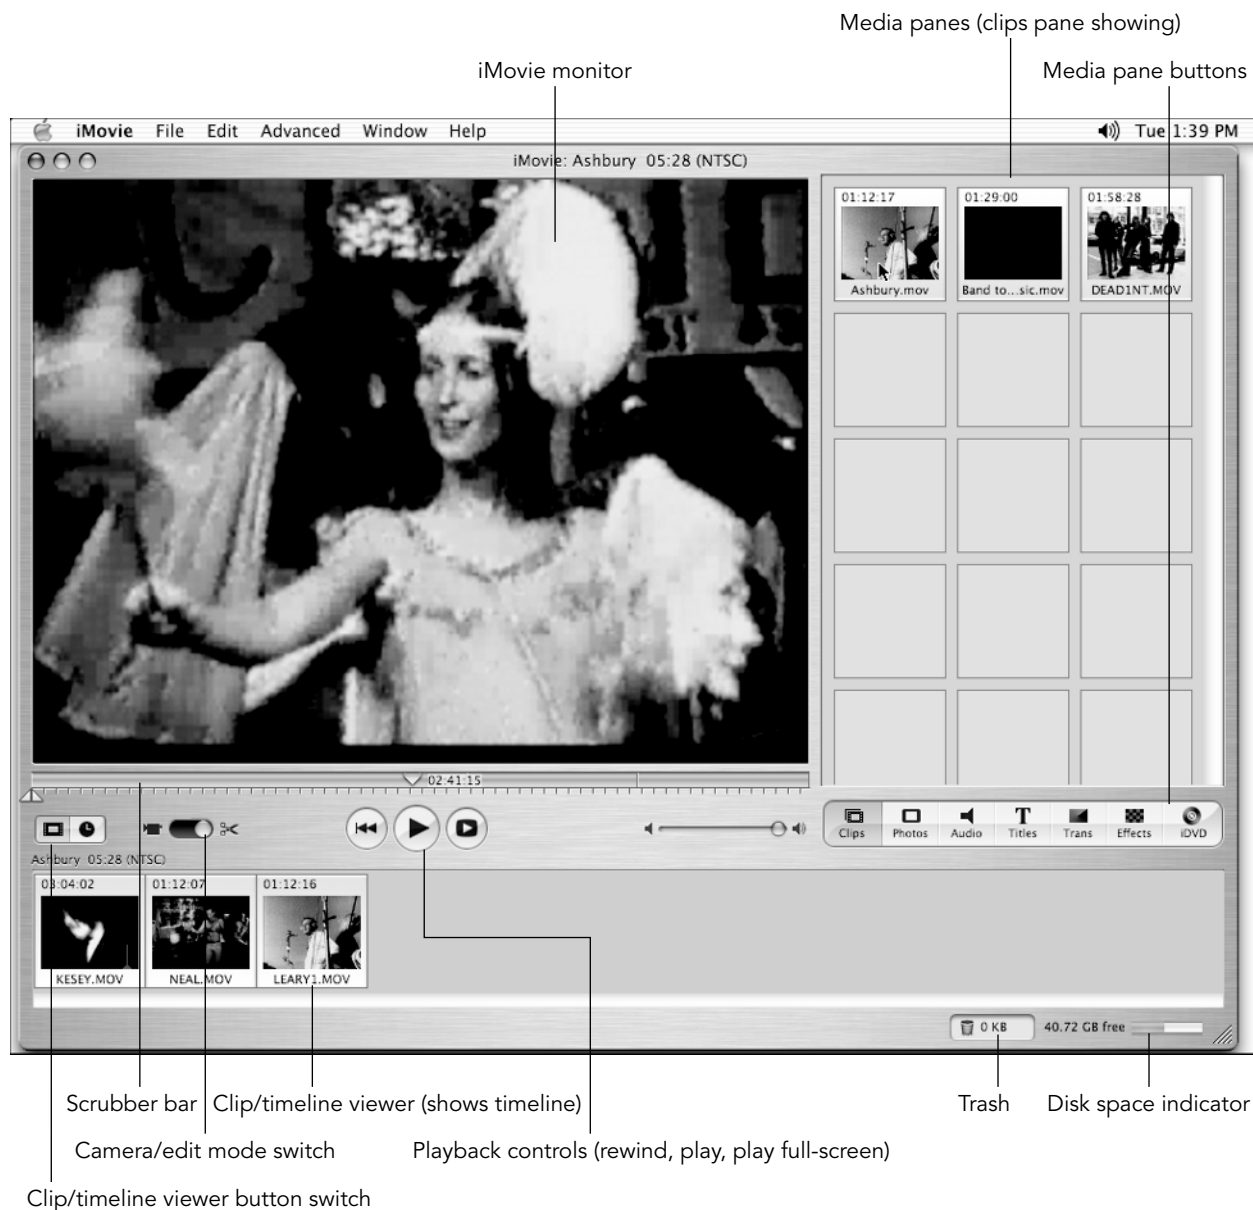 Media panes (clips pane showing)
iMovie monitor
Media pane buttons
iMovie File Edit Advanced Window Help
Tue 1:39 PM
iMovie: Ashbury 05:28 (NTSC)
01:12:17
Ashbury.mov
01:29:00
Band to...sic.mov
01:58:28
DEAD1NT.MOV
02:41:15
Clips Photos Audio Titles Trans Effects iDVD
Ashbury 05:28 (NTSC)
03:04:02
KESEY.MOV
01:12:07
NEAL.MOV
01:12:16
LEARY1.MOV
0 KB
40.72 GB free
Scrubber bar
Clip/timeline viewer (shows timeline)
Trash
Disk space indicator
Camera/edit mode switch
Playback controls (rewind, play, play full-screen)
Clip/timeline viewer button switch